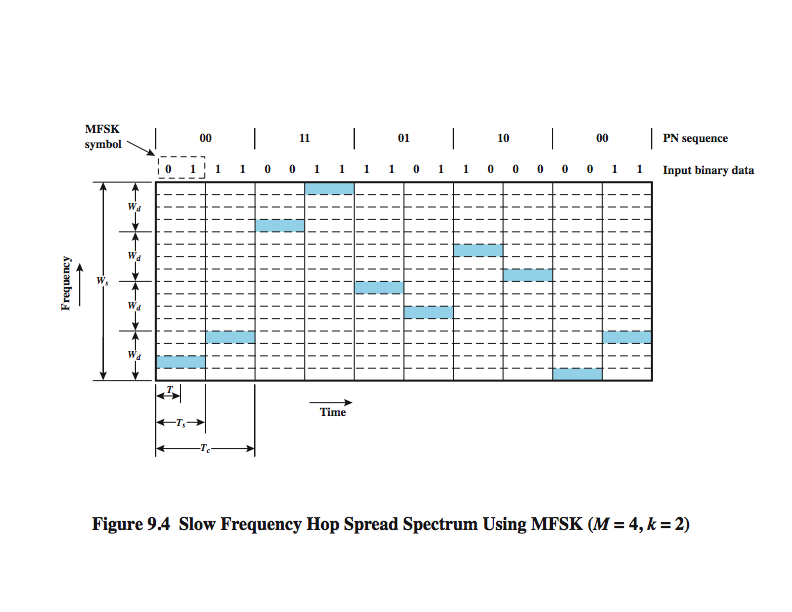 MFSK
symbol
00 11 01 10 00 PN sequence
0 1 1 1 0 0 1 1 1 1 0 1 1 0 0 0 0 0 1 1 Input binary data
Wd
Wd
Ws
Frequency
Wd
Wd
T
Time
Ts
Tc
Figure 9.4 Slow Frequency Hop Spread Spectrum Using MFSK (M = 4, k = 2)